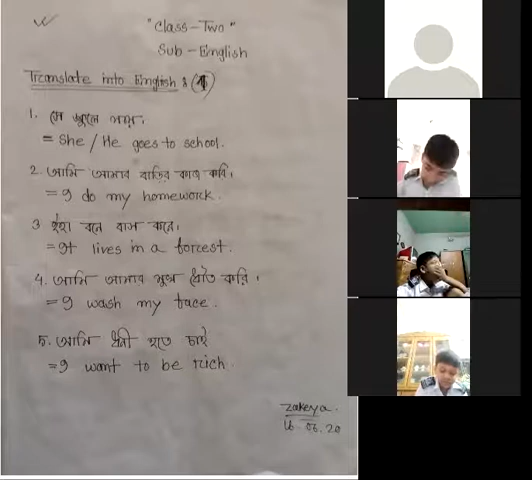 "Class-Two"
Sub-English
Translate into English :
1. সে স্কুলে যায়।
= She / He goes to school.
2. আমি আমার বাড়ির কাজ করি।
= I do my homework.
3 ইহা বনে বাস করে।
= It lives in a forest.
4. আমি আমার মুখ ধৌত করি।
= I wash my face.
৫. আমি ধনী হতে চাই
= I want to be rich.
Zakeya.
16.06.20